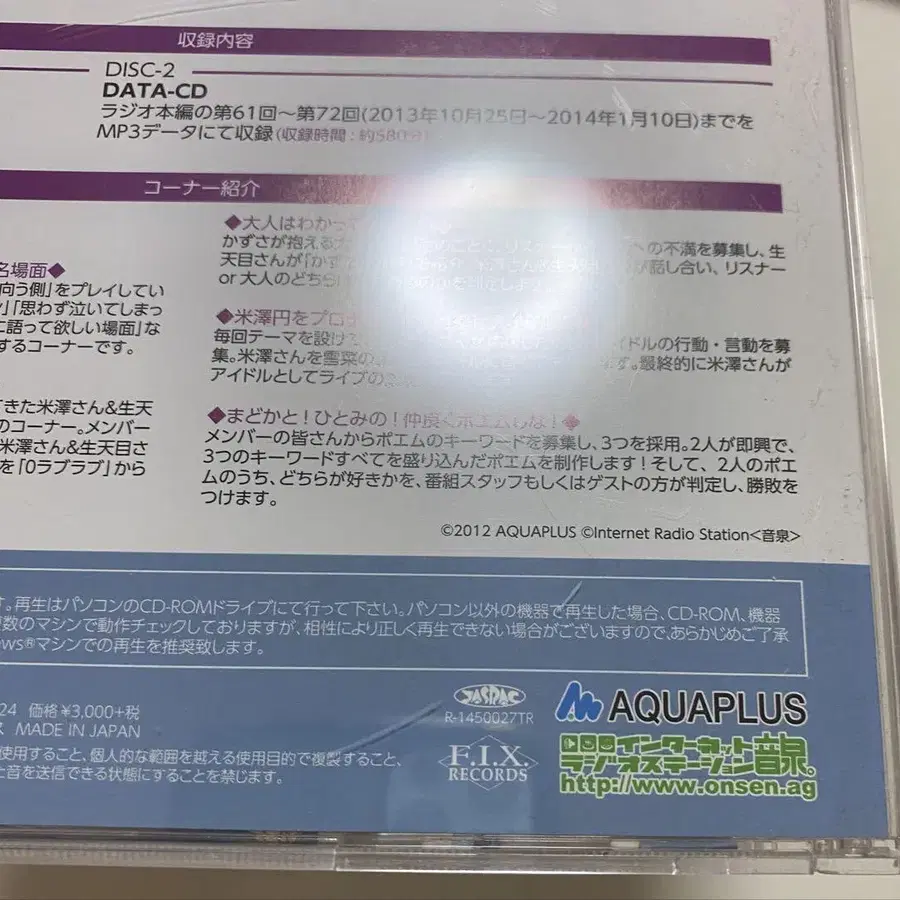 収録内容
DISC-2
DATA-CD
ラジオ本編の第61回～第72回(2013年10月25日～2014年1月10日)までを
MP3データにて収録(収録時間：約580分)
コーナー紹介
名場面◆
向う側」をプレイしてい
」「思わず泣いてしまっ
に語って欲しい場面」な
するコーナーです。
きた米澤さん&生天
のコーナー。メンバー
米澤さん&生天目さ
を「0ラブラブ」から
◆大人はわかって
かずさが抱える への不満を募集し、生
天目さんが「かず が話し合い、リスナー
or 大人のどちら
◆米澤円をプロ
毎回テーマを設け イドルの行動・言動を募
集。米澤さんを雪菜の す。最終的に米澤さんが
アイドルとしてライブの
◆まどかと！ひとみの！仲良くポエムらな！◆
メンバーの皆さんからポエムのキーワードを募集し、3つを採用。2人が即興で、
3つのキーワードすべてを盛り込んだポエムを制作します！そして、2人のポエ
ムのうち、どちらが好きかを、番組スタッフもしくはゲストの方が判定し、勝敗を
つけます。
©2012 AQUAPLUS ©Internet Radio Station<音泉>
す。再生はパソコンのCD-ROMドライブにて行って下さい。パソコン以外の機器で再生した場合、CD-ROM、機器
数のマシンで動作チェックしておりますが、相性により正しく再生できない場合がございますので、あらかじめご了承
ws®マシンでの再生を推奨致します。
24 価格¥3,000+税
ス MADE IN JAPAN
使用すること、個人的な範囲を越える使用目的で複製すること、
と音を送信できる状態にすることを禁じます。
JASRAC
R-1450027TR
F.I.X.
RECORDS
AQUAPLUS
インターネット
ラジオステーション音泉。
http://www.onsen.ag